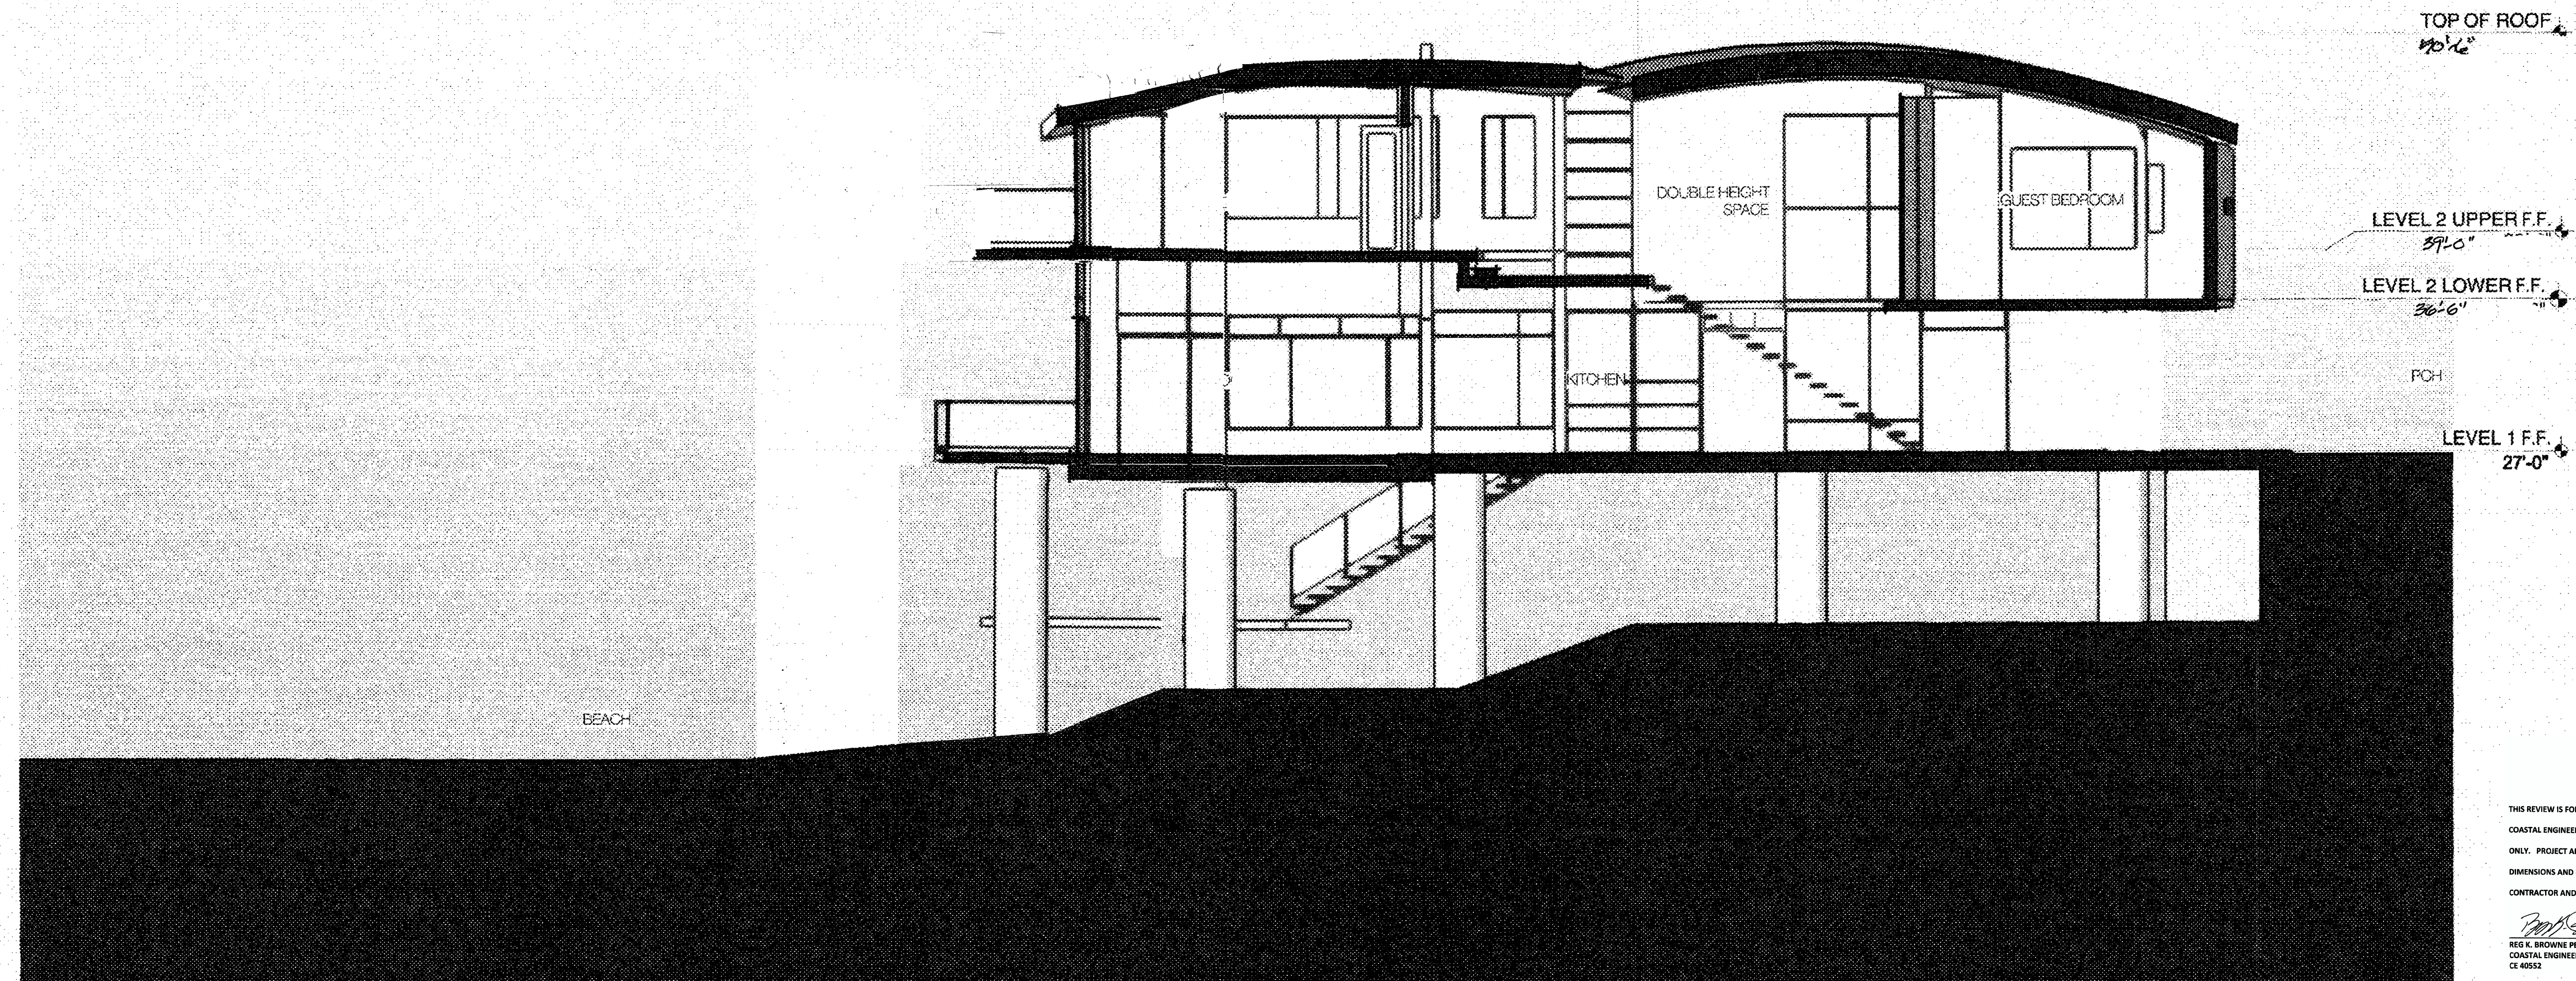 TOP OF ROOF
LEVEL 2 UPPER F.F.
39'-0"
LEVEL 2 LOWER F.F.
36'-6"
DOUBLE HEIGHT
SPACE
GUEST BEDROOM
KITCHEN
PCH
LEVEL 1 F.F.
27'-0"
BEACH
THIS REVIEW IS FO
COASTAL ENGINEE
ONLY. PROJECT A
DIMENSIONS AND
CONTRACTOR AND
REG K. BROWNE P
COASTAL ENGINEE
CE 40552